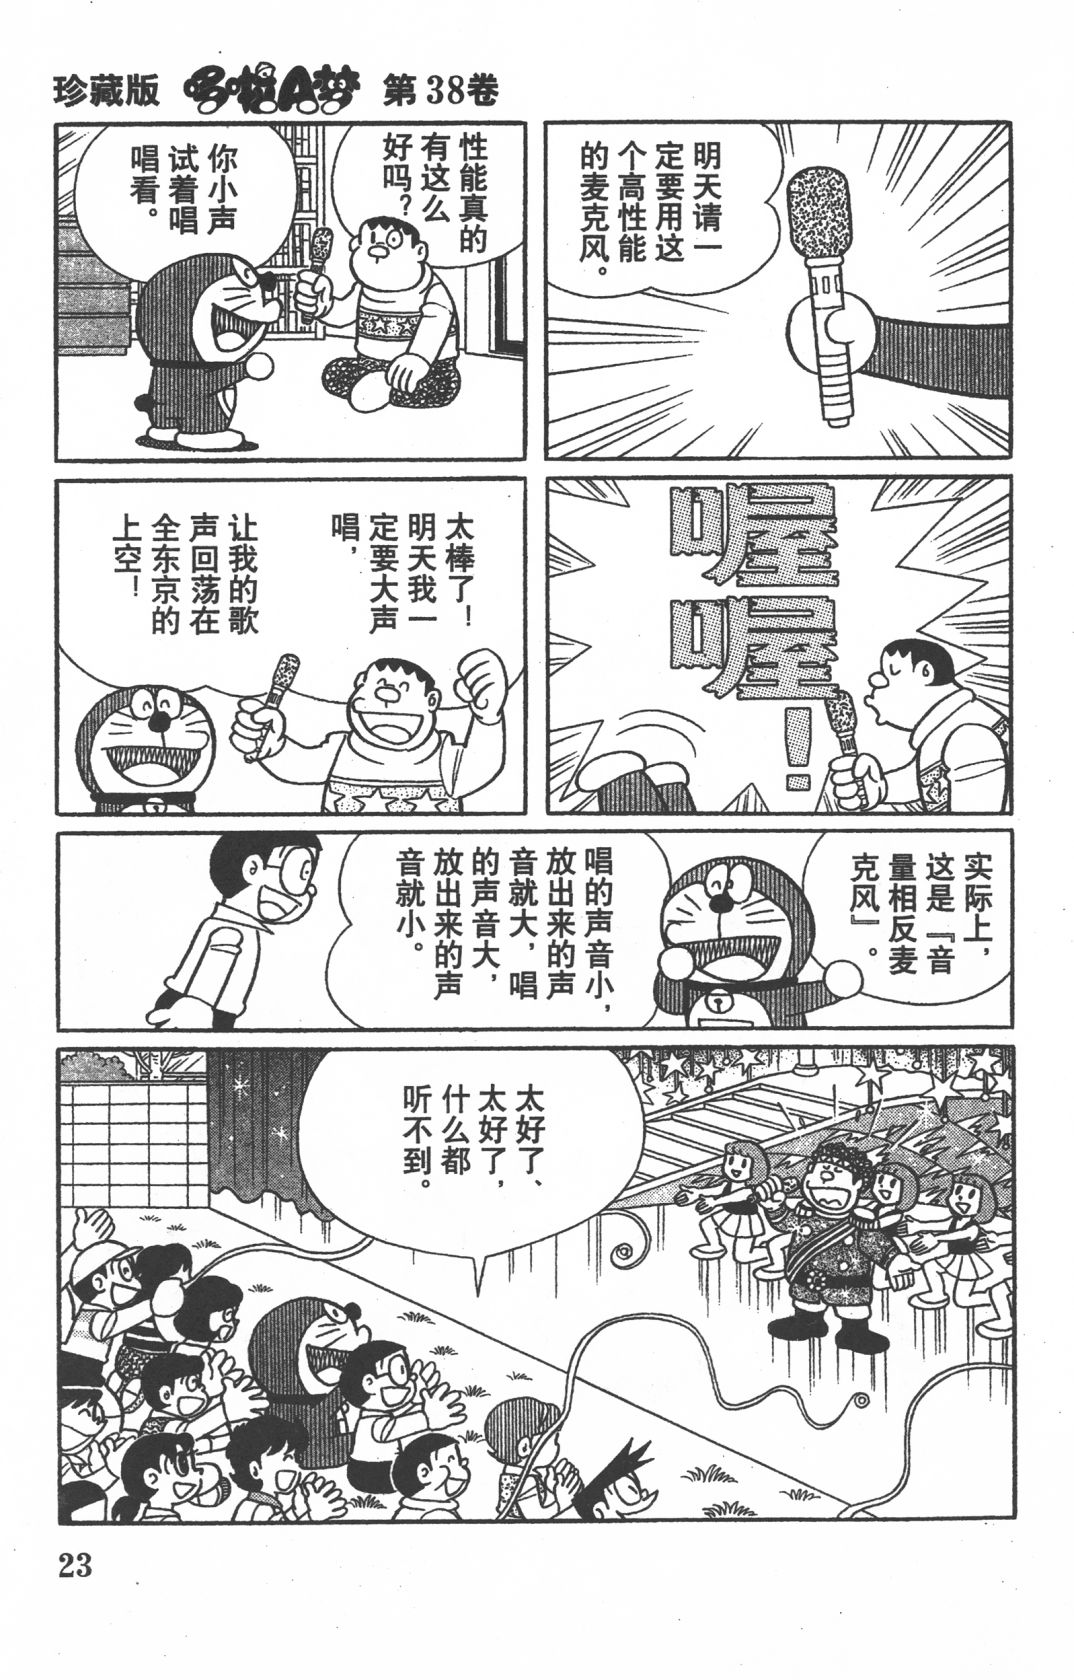 珍藏版 哆啦A梦 第38卷
明天请一
定要用这
个高性能
的麦克风。
性能真的
有这么
好吗？
你小声
试着唱
唱看。
喔
喔
！
太棒了！
明天我一
定要大声
唱，
让我的歌
声回荡在
全东京的
上空！
实际上，
这是『音
量相反麦
克风』。
唱的声音小，
放出来的声
音就大，唱
的声音大，
放出来的声
音就小。
太好了、
太好了，
什么都
听不到。
23